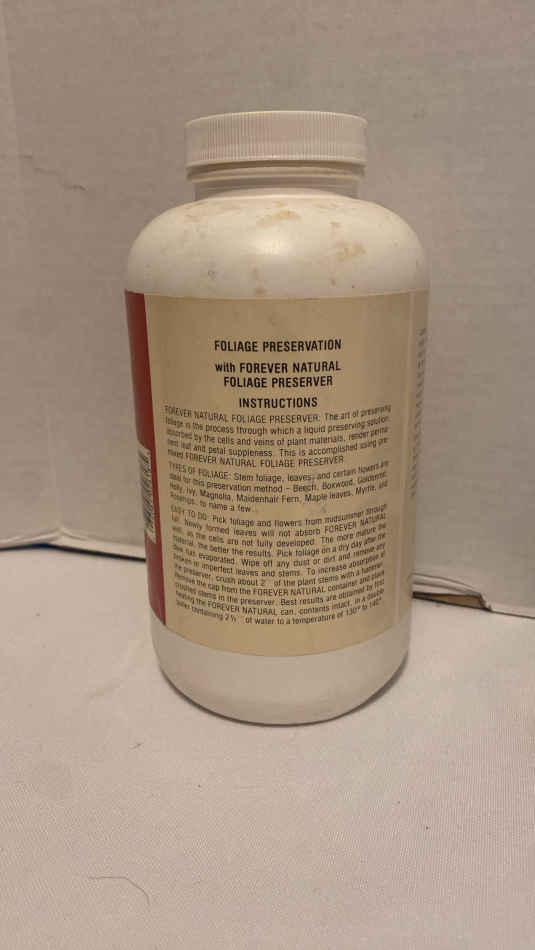 FOLIAGE PRESERVATION
with FOREVER NATURAL
FOLIAGE PRESERVER
INSTRUCTIONS
FOREVER NATURAL FOLIAGE PRESERVER: The art of preserving
foliage is the process through which a liquid preserving solution,
absorbed by the cells and veins of plant materials, render perma-
nent leaf and petal suppleness. This is accomplished using pre-
mixed FOREVER NATURAL FOLIAGE PRESERVER.
TYPES OF FOLIAGE: Stem foliage, leaves, and certain flowers are
ideal for this preservation method – Beech, Boxwood, Goldenrod,
Holly, Ivy, Magnolia, Maidenhair Fern, Maple leaves, Myrtle, and
Rosehips, to name a few.
EASY TO DO: Pick foliage and flowers from midsummer through
fall. Newly formed leaves will not absorb FOREVER NATURAL
well, as the cells are not fully developed. The more mature the
material, the better the results. Pick foliage on a dry day after the
dew has evaporated. Wipe off any dust or dirt and remove any
broken or imperfect leaves and stems. To increase absorption of
the preserver, crush about 2" of the plant stems with a hammer.
Remove the cap from the FOREVER NATURAL container and place
crushed stems in the preserver. Best results are obtained by first
heating the FOREVER NATURAL can, contents intact, in a double
boiler containing 2½" of water to a temperature of 130° to 140°